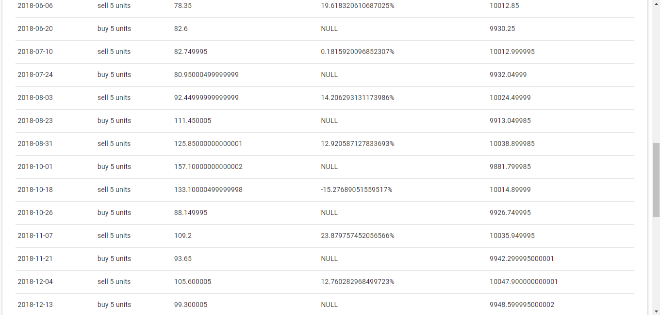 2018-06-06 sell 5 units 78.35 19.618320610687025% 10012.85
2018-06-20 buy 5 units 82.6 NULL 9930.25
2018-07-10 sell 5 units 82.749995 0.1815920096852307% 10012.999995
2018-07-24 buy 5 units 80.95000499999999 NULL 9932.04999
2018-08-03 sell 5 units 92.44999999999999 14.206293131173986% 10024.49999
2018-08-23 buy 5 units 111.450005 NULL 9913.049985
2018-08-31 sell 5 units 125.85000000000001 12.920587127833693% 10038.899985
2018-10-01 buy 5 units 157.10000000000002 NULL 9881.799985
2018-10-18 sell 5 units 133.10000499999998 -15.27689051559517% 10014.89999
2018-10-26 buy 5 units 88.149995 NULL 9926.749995
2018-11-07 sell 5 units 109.2 23.879757452056566% 10035.949995
2018-11-21 buy 5 units 93.65 NULL 9942.299995000001
2018-12-04 sell 5 units 105.600005 12.760282968499723% 10047.900000000001
2018-12-13 buy 5 units 99.300005 NULL 9948.599995000002